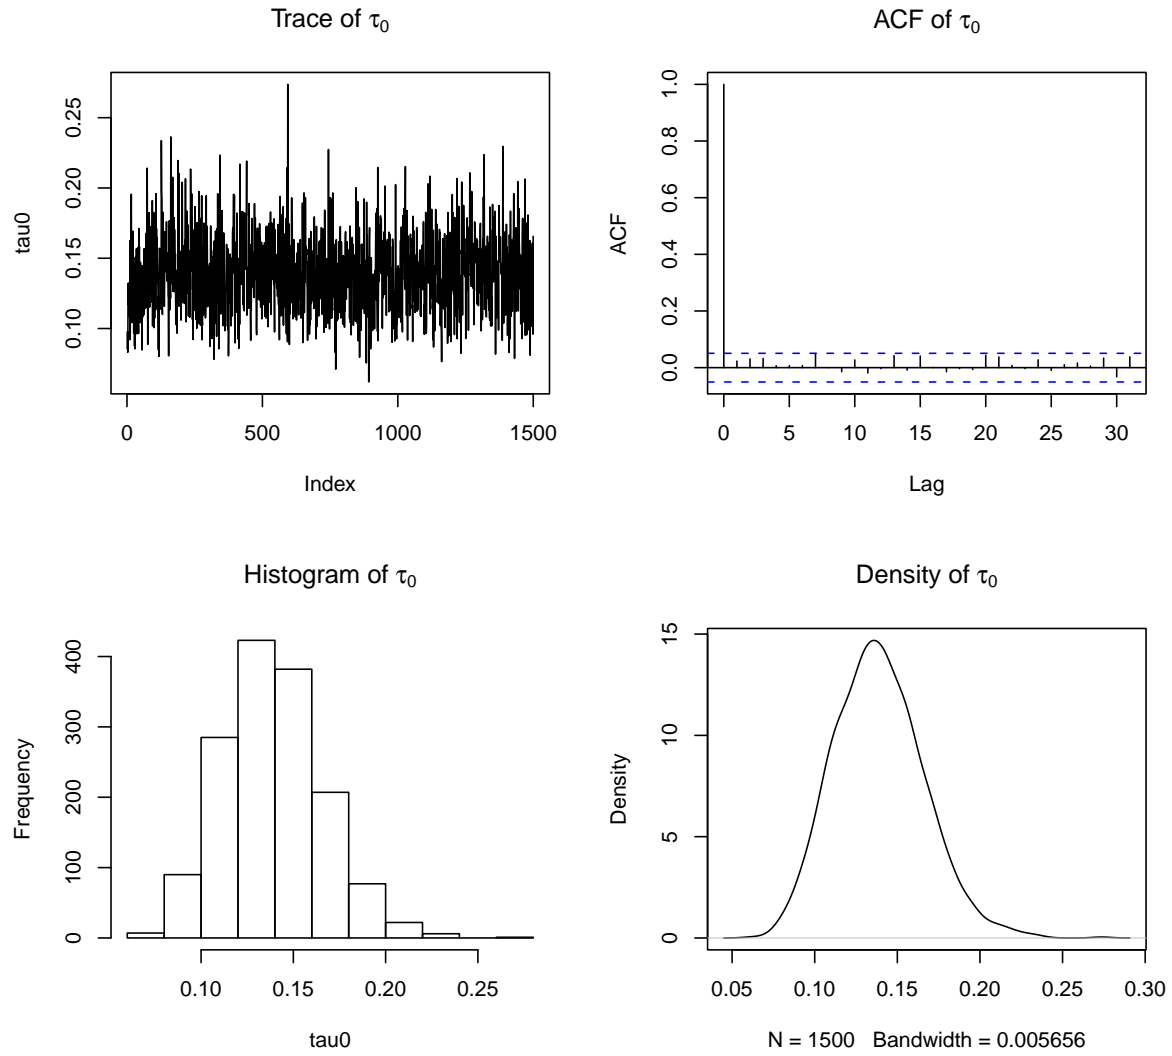 Trace of τ0
tau0
0.10 0.15 0.20 0.25
0 500 1000 1500
Index
ACF of τ0
ACF
0.0 0.2 0.4 0.6 0.8 1.0
0 5 10 15 20 25 30
Lag
Histogram of τ0
Frequency
0 100 200 300 400
0.10 0.15 0.20 0.25
tau0
Density of τ0
Density
0 5 10 15
0.05 0.10 0.15 0.20 0.25 0.30
N = 1500 Bandwidth = 0.005656